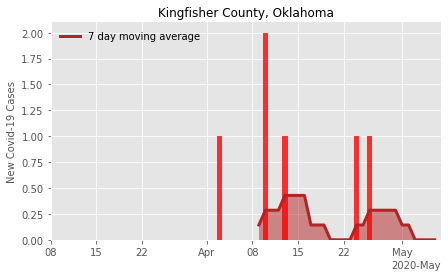 Kingfisher County, Oklahoma
7 day moving average
New Covid-19 Cases
2.00
1.75
1.50
1.25
1.00
0.75
0.50
0.25
0.00
08 15 22 Apr 08 15 22 May
2020-May